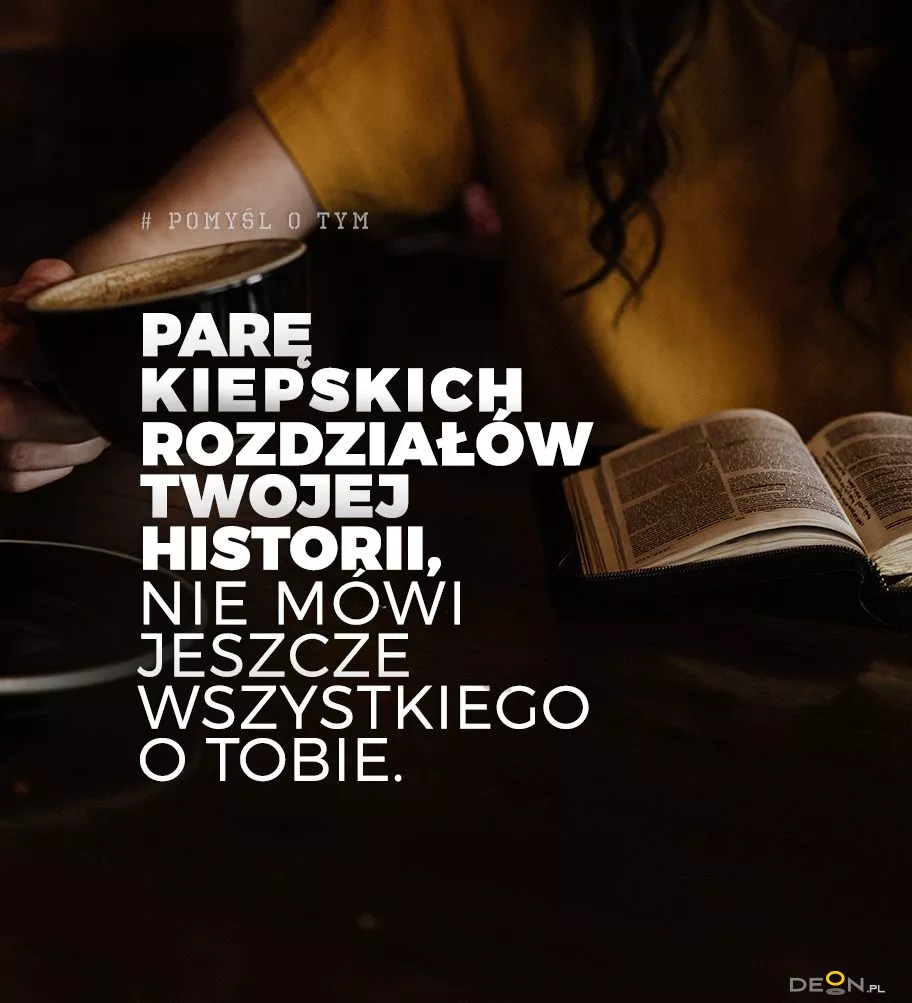 # POMYŚL O TYM
PARĘ
KIEPSKICH
ROZDZIAŁÓW
TWOJEJ
HISTORII,
NIE MÓWI
JESZCZE
WSZYSTKIEGO
O TOBIE.
DEON.PL